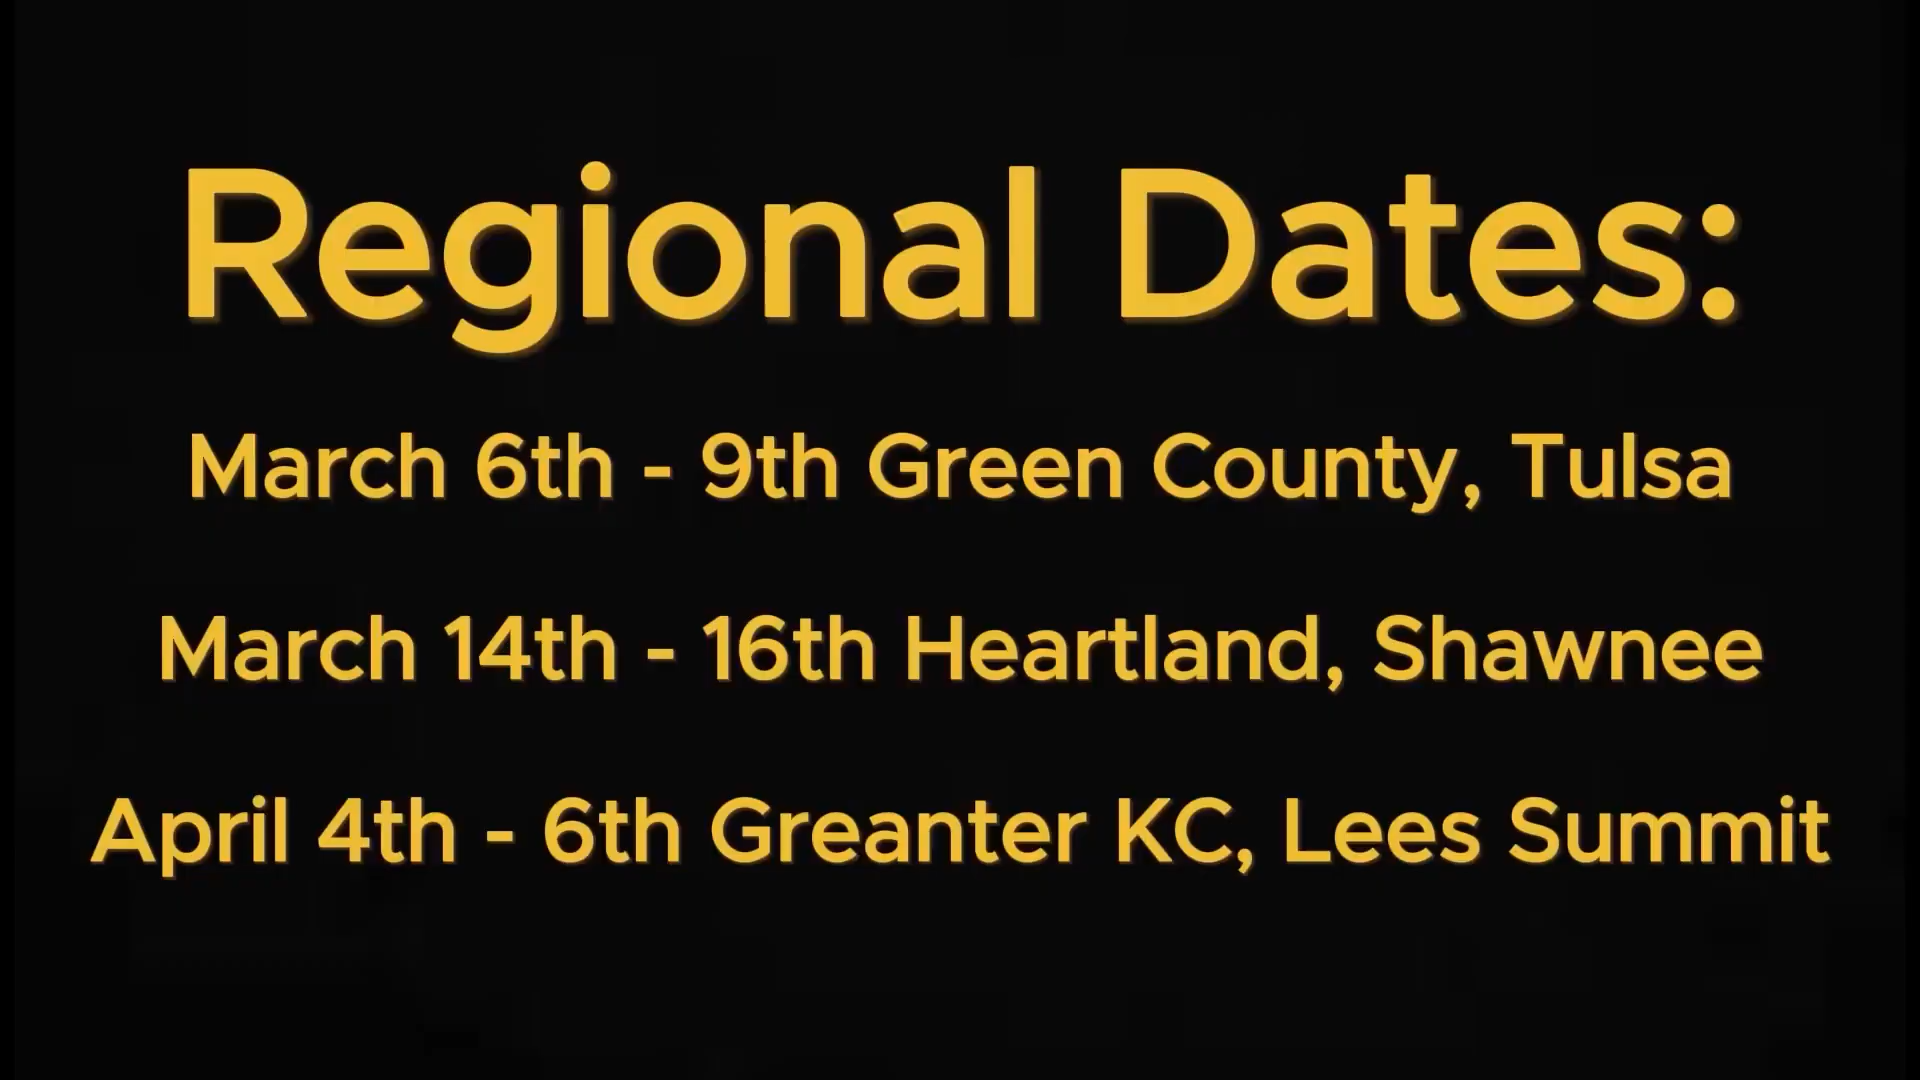 Regional Dates:
March 6th - 9th Green County, Tulsa
March 14th - 16th Heartland, Shawnee
April 4th - 6th Greanter KC, Lees Summit